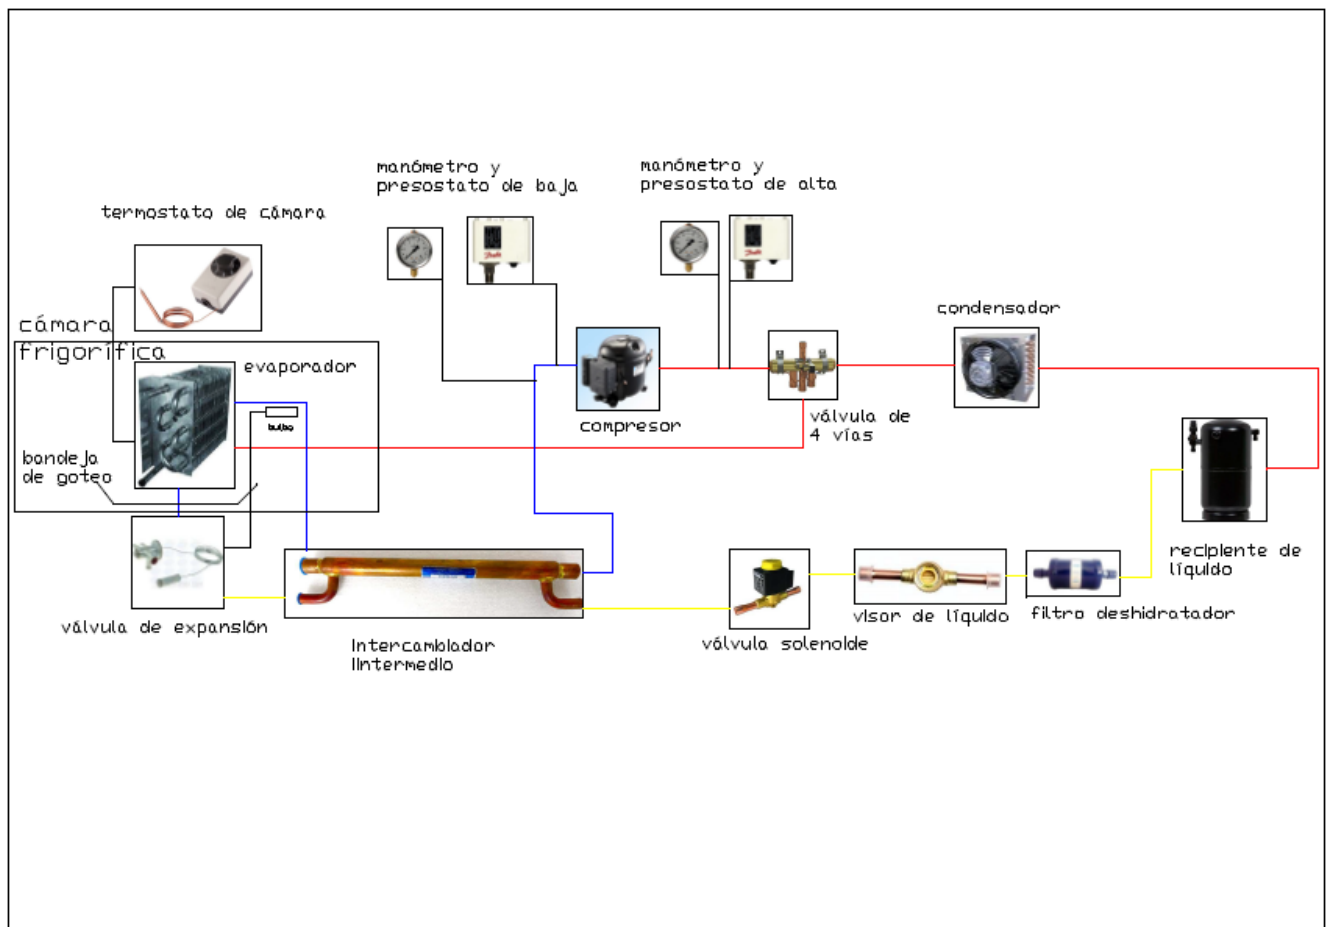 manómetro y
presostato de baja
manómetro y
presostato de alta
termostato de cámara
cámara
frigorífica
evaporador
bulbo
bandeja
de goteo
compresor
válvula de
4 vías
condensador
recipiente de
líquido
válvula de expansión
intercambiador
iintermedio
válvula solenoide
visor de líquido
filtro deshidratador